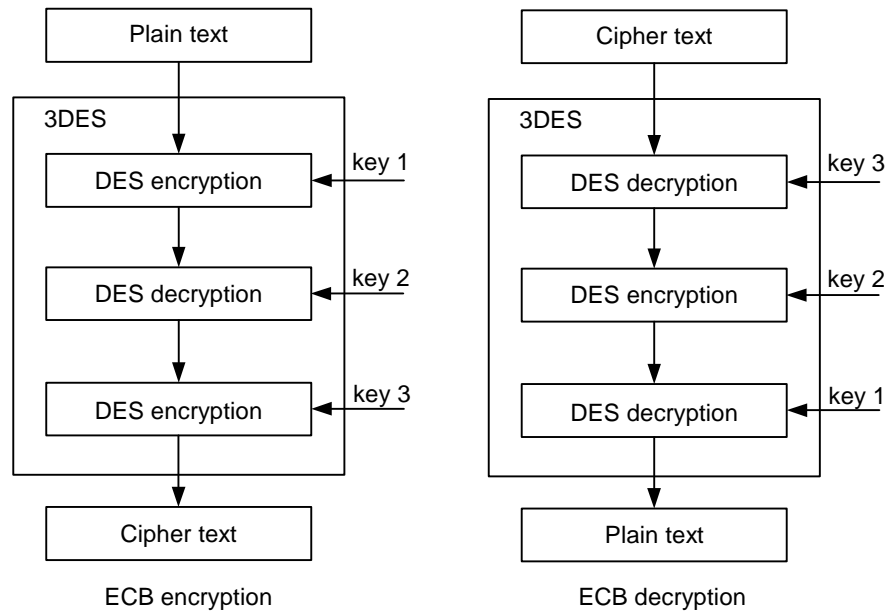 Plain text
3DES
key 1
DES encryption
key 2
DES decryption
key 3
DES encryption
Cipher text
ECB encryption
Cipher text
3DES
key 3
DES decryption
key 2
DES encryption
key 1
DES decryption
Plain text
ECB decryption